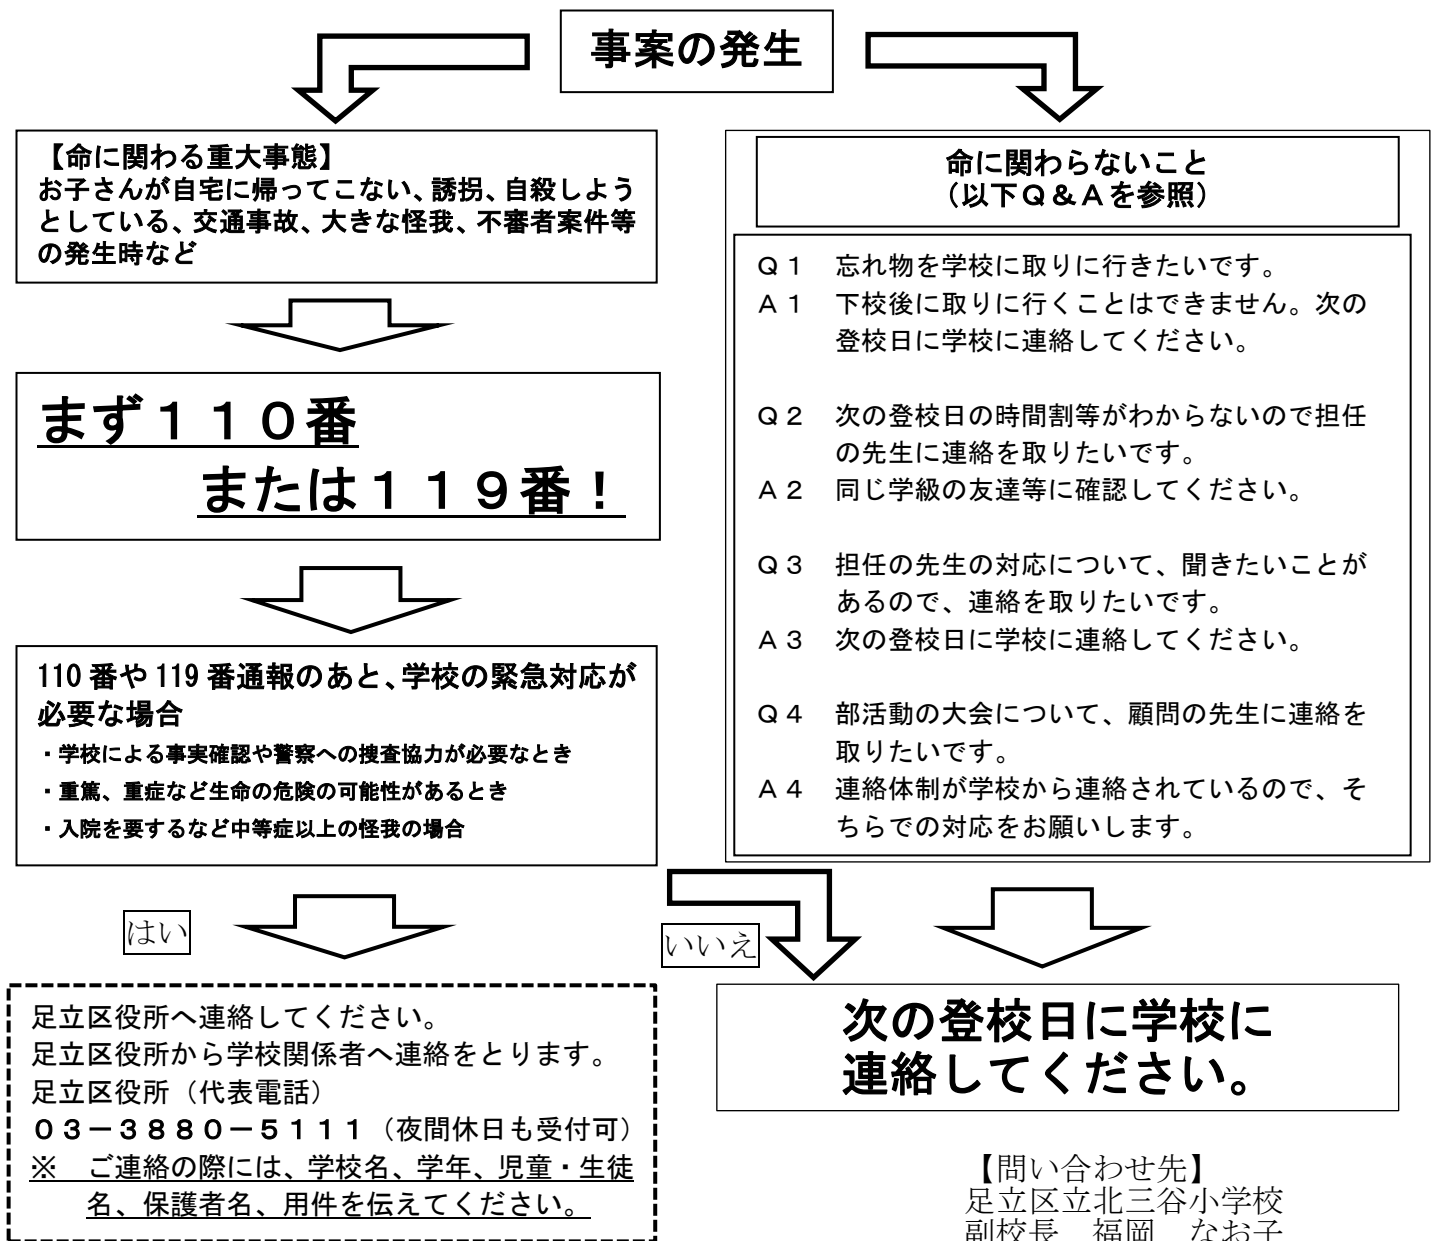 事案の発生
【命に関わる重大事態】
お子さんが自宅に帰ってこない、誘拐、自殺しよう
としている、交通事故、大きな怪我、不審者案件等
の発生時など
まず１１０番
または１１９番！
110番や119番通報のあと、学校の緊急対応が
必要な場合
・学校による事実確認や警察への捜査協力が必要なとき
・重篤、重症など生命の危険の可能性があるとき
・入院を要するなど中等症以上の怪我の場合
はい
いいえ
足立区役所へ連絡してください。
足立区役所から学校関係者へ連絡をとります。
足立区役所（代表電話）
０３－３８８０－５１１１（夜間休日も受付可）
※　ご連絡の際には、学校名、学年、児童・生徒
名、保護者名、用件を伝えてください。
命に関わらないこと
（以下Ｑ＆Ａを参照）
Ｑ１　忘れ物を学校に取りに行きたいです。
Ａ１　下校後に取りに行くことはできません。次の
登校日に学校に連絡してください。
Ｑ２　次の登校日の時間割等がわからないので担任
の先生に連絡を取りたいです。
Ａ２　同じ学級の友達等に確認してください。
Ｑ３　担任の先生の対応について、聞きたいことが
あるので、連絡を取りたいです。
Ａ３　次の登校日に学校に連絡してください。
Ｑ４　部活動の大会について、顧問の先生に連絡を
取りたいです。
Ａ４　連絡体制が学校から連絡されているので、そ
ちらでの対応をお願いします。
次の登校日に学校に
連絡してください。
【問い合わせ先】
足立区立北三谷小学校
副校長　福岡　なお子